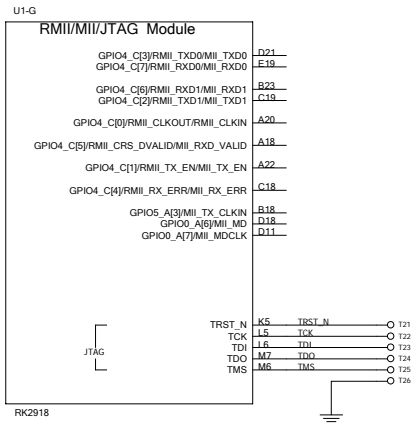 U1-G
RMII/MII/JTAG Module
GPIO4_C[3]/RMII_TXD0/MII_TXD0 D21
GPIO4_C[7]/RMII_RXD0/MII_RXD0 E19
GPIO4_C[6]/RMII_RXD1/MII_RXD1 B23
GPIO4_C[2]/RMII_TXD1/MII_TXD1 C19
GPIO4_C[0]/RMII_CLKOUT/RMII_CLKIN A20
GPIO4_C[5]/RMII_CRS_DVALID/MII_RXD_VALID A18
GPIO4_C[1]/RMII_TX_EN/MII_TX_EN A22
GPIO4_C[4]/RMII_RX_ERR/MII_RX_ERR C18
GPIO5_A[3]/MII_TX_CLKIN B18
GPIO0_A[6]/MII_MD D18
GPIO0_A[7]/MII_MDCLK D11
TRST_N K5 TRST_N T21
TCK L5 TCK T22
TDI L6 TDI T23
JTAG
TDO M7 TDO T24
TMS M6 TMS T25
T26
RK2918